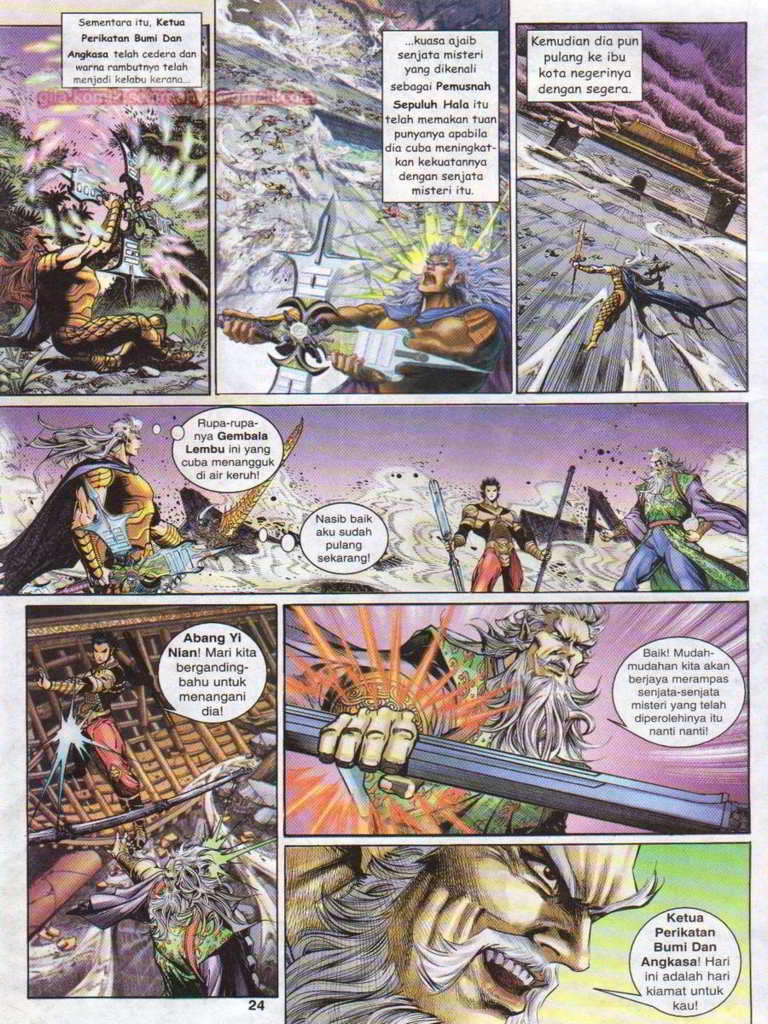 Sementara itu, Ketua
Perikatan Bumi Dan
Angkasa telah cedera dan
warna rambutnya telah
menjadi kelabu kerana...
...kuasa ajaib
senjata misteri
yang dikenali
sebagai Pemusnah
Sepuluh Hala itu
telah memakan tuan
punyanya apabila
dia cuba meningkat-
kan kekuatannya
dengan senjata
misteri itu.
Kemudian dia pun
pulang ke ibu
kota negerinya
dengan segera.
Rupa-rupa-
nya Gembala
Lembu ini yang
cuba menangguk
di air keruh!
Nasib baik
aku sudah
pulang
sekarang!
Abang Yi
Nian! Mari kita
berganding-
bahu untuk
menangani
dia!
Baik! Mudah-
mudahan kita akan
berjaya merampas
senjata-senjata
misteri yang telah
diperolehinya itu
nanti nanti!
Ketua
Perikatan
Bumi Dan
Angkasa! Hari
ini adalah hari
kiamat untuk
kau!
24